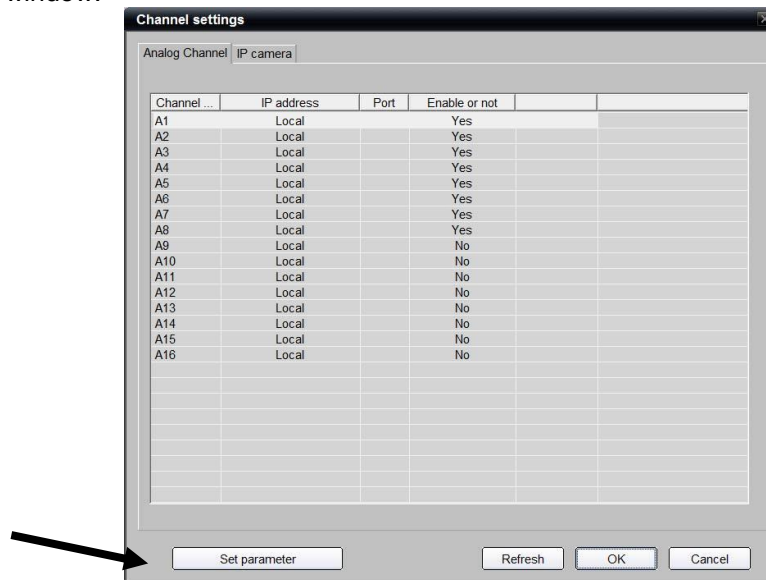 Channel settings
Analog Channel IP camera
Channel ... IP address Port Enable or not
A1 Local Yes
A2 Local Yes
A3 Local Yes
A4 Local Yes
A5 Local Yes
A6 Local Yes
A7 Local Yes
A8 Local Yes
A9 Local No
A10 Local No
A11 Local No
A12 Local No
A13 Local No
A14 Local No
A15 Local No
A16 Local No
Set parameter Refresh OK Cancel